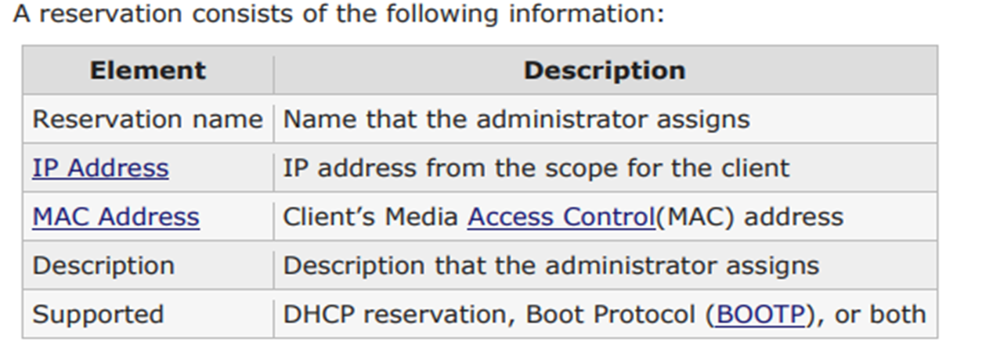 A reservation consists of the following information:
Element Description
Reservation name Name that the administrator assigns
IP Address IP address from the scope for the client
MAC Address Client’s Media Access Control(MAC) address
Description Description that the administrator assigns
Supported DHCP reservation, Boot Protocol (BOOTP), or both